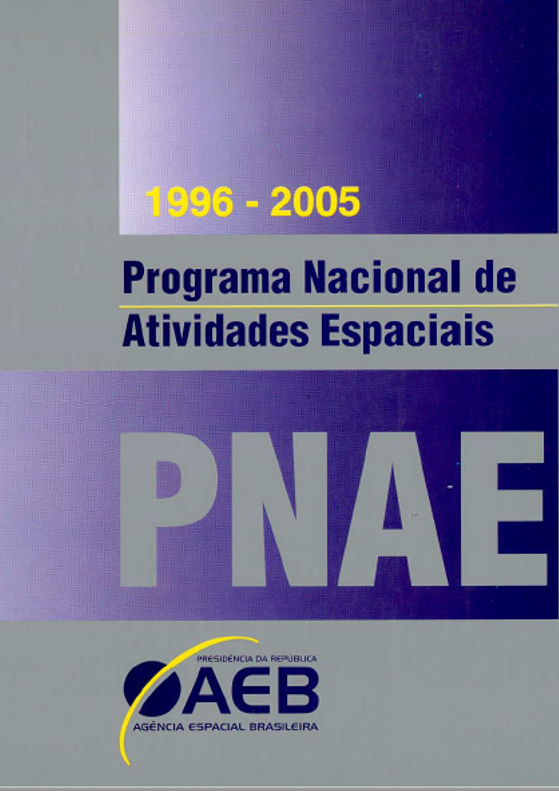 1996 - 2005
Programa Nacional de
Atividades Espaciais
PNAE
PRESIDÊNCIA DA REPÚBLICA
AEB
AGÊNCIA ESPACIAL BRASILEIRA